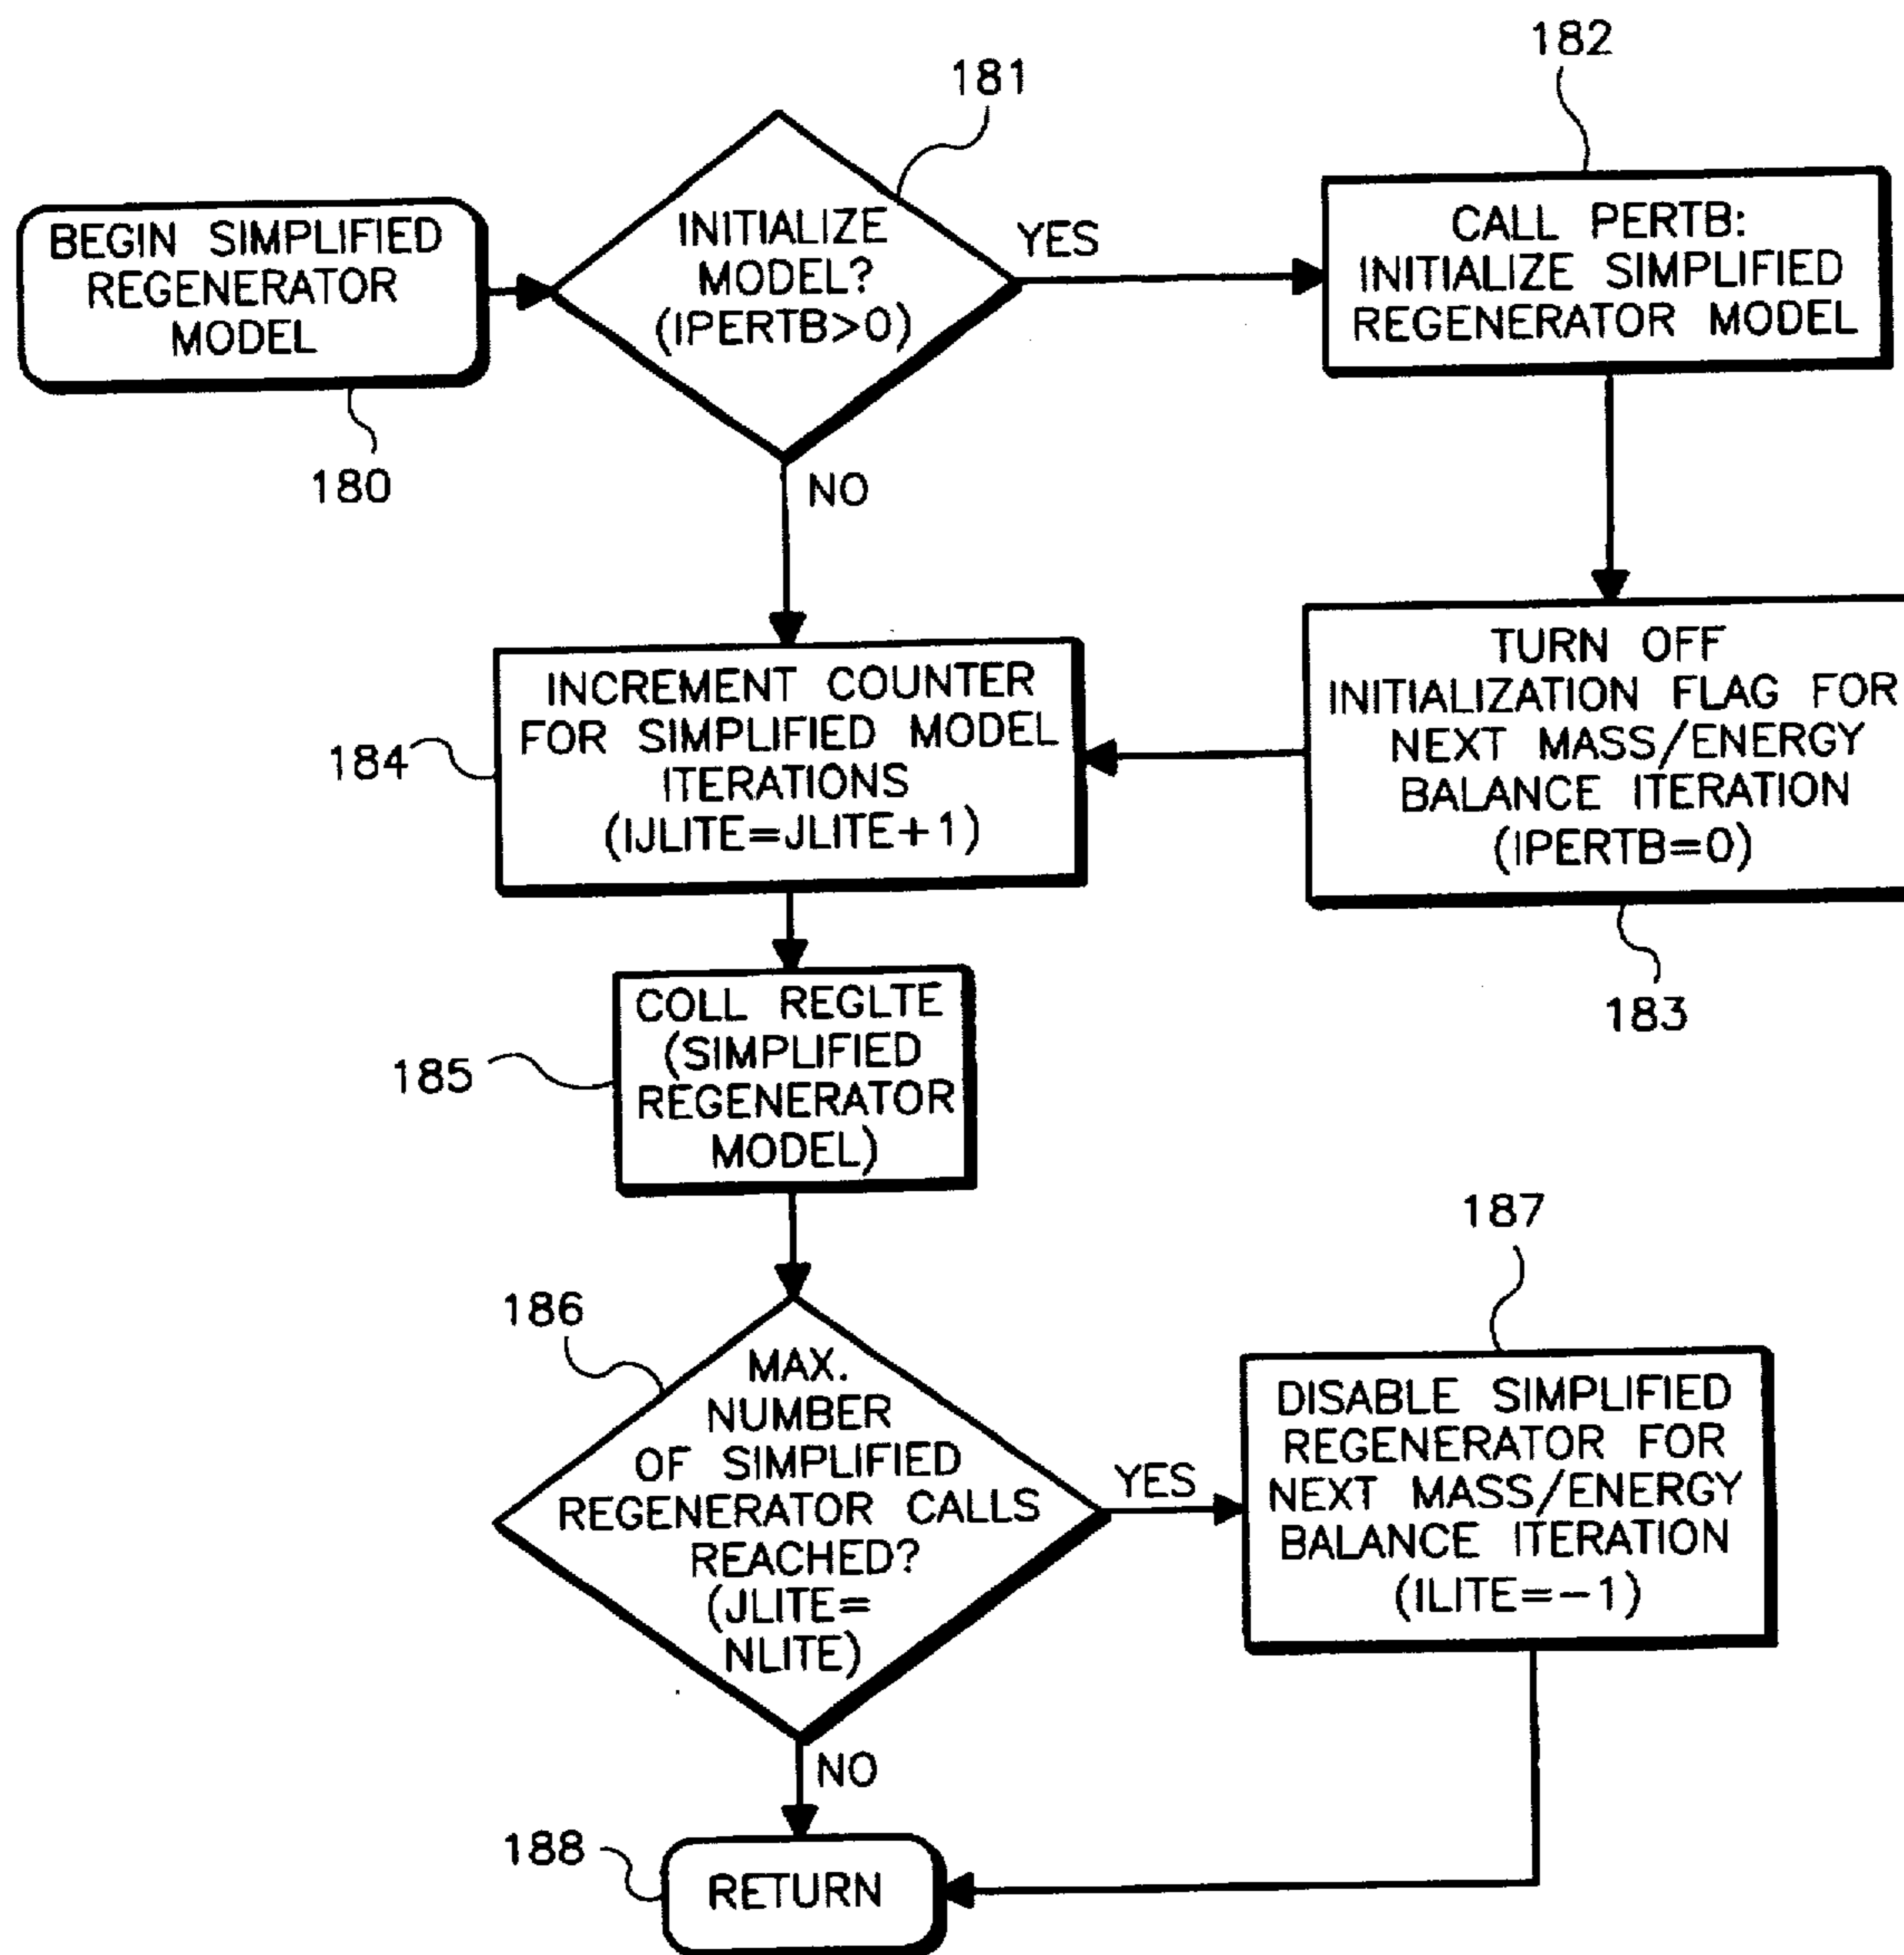 182
181
BEGIN SIMPLIFIED
REGENERATOR
MODEL
180
INITIALIZE
MODEL?
(IPERTB>0)
YES
NO
CALL PERTB:
INITIALIZE SIMPLIFIED
REGENERATOR MODEL
TURN OFF
INITIALIZATION FLAG FOR
NEXT MASS/ENERGY
BALANCE ITERATION
(IPERTB=0)
183
184
INCREMENT COUNTER
FOR SIMPLIFIED MODEL
ITERATIONS
(IJLITE=JLITE+1)
185
COLL REGLTE
(SIMPLIFIED
REGENERATOR
MODEL)
186
MAX.
NUMBER
OF SIMPLIFIED
REGENERATOR CALLS
REACHED?
(JLITE=
NLITE)
YES
NO
187
DISABLE SIMPLIFIED
REGENERATOR FOR
NEXT MASS/ENERGY
BALANCE ITERATION
(ILITE=-1)
188
RETURN